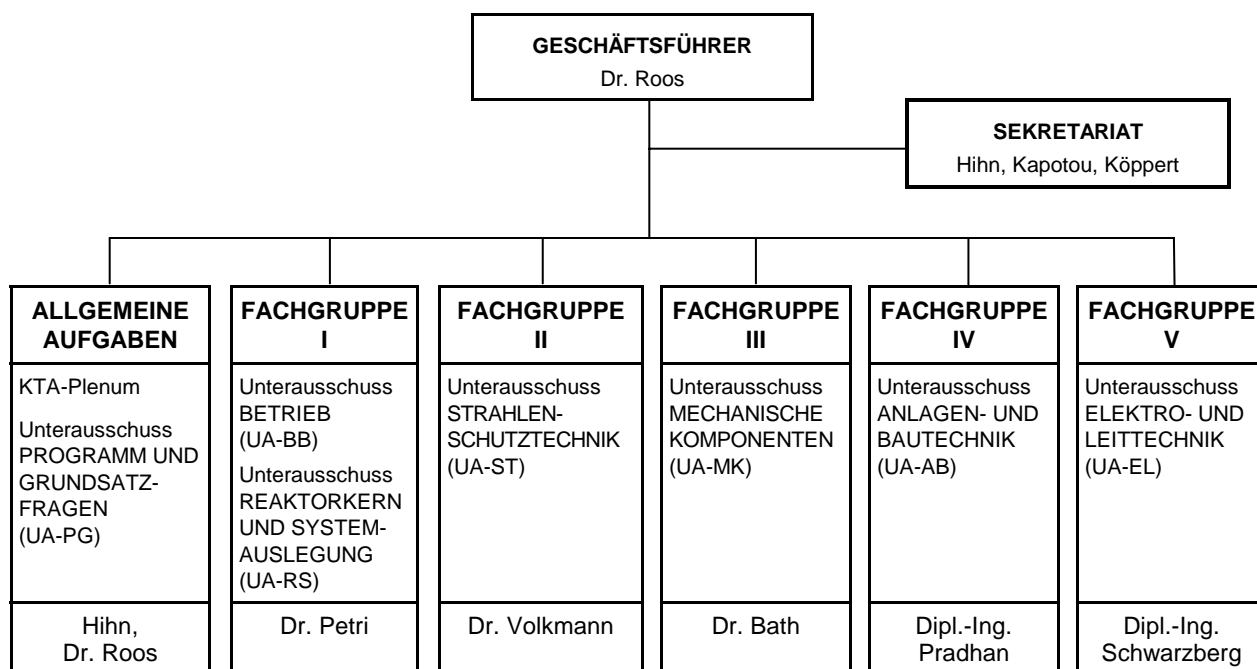 GESCHÄFTSFÜHRER
Dr. Roos
SEKRETARIAT
Hihn, Kapotou, Köppert
ALLGEMEINE
AUFGABEN
KTA-Plenum
Unterausschuss
PROGRAMM UND
GRUNDSATZ-
FRAGEN
(UA-PG)
Hihn,
Dr. Roos
FACHGRUPPE
I
Unterausschuss
BETRIEB
(UA-BB)
Unterausschuss
REAKTORKERN
UND SYSTEM-
AUSLEGUNG
(UA-RS)
Dr. Petri
FACHGRUPPE
II
Unterausschuss
STRAHLEN-
SCHUTZTECHNIK
(UA-ST)
Dr. Volkmann
FACHGRUPPE
III
Unterausschuss
MECHANISCHE
KOMPONENTEN
(UA-MK)
Dr. Bath
FACHGRUPPE
IV
Unterausschuss
ANLAGEN- UND
BAUTECHNIK
(UA-AB)
Dipl.-Ing.
Pradhan
FACHGRUPPE
V
Unterausschuss
ELEKTRO- UND
LEITTECHNIK
(UA-EL)
Dipl.-Ing.
Schwarzberg